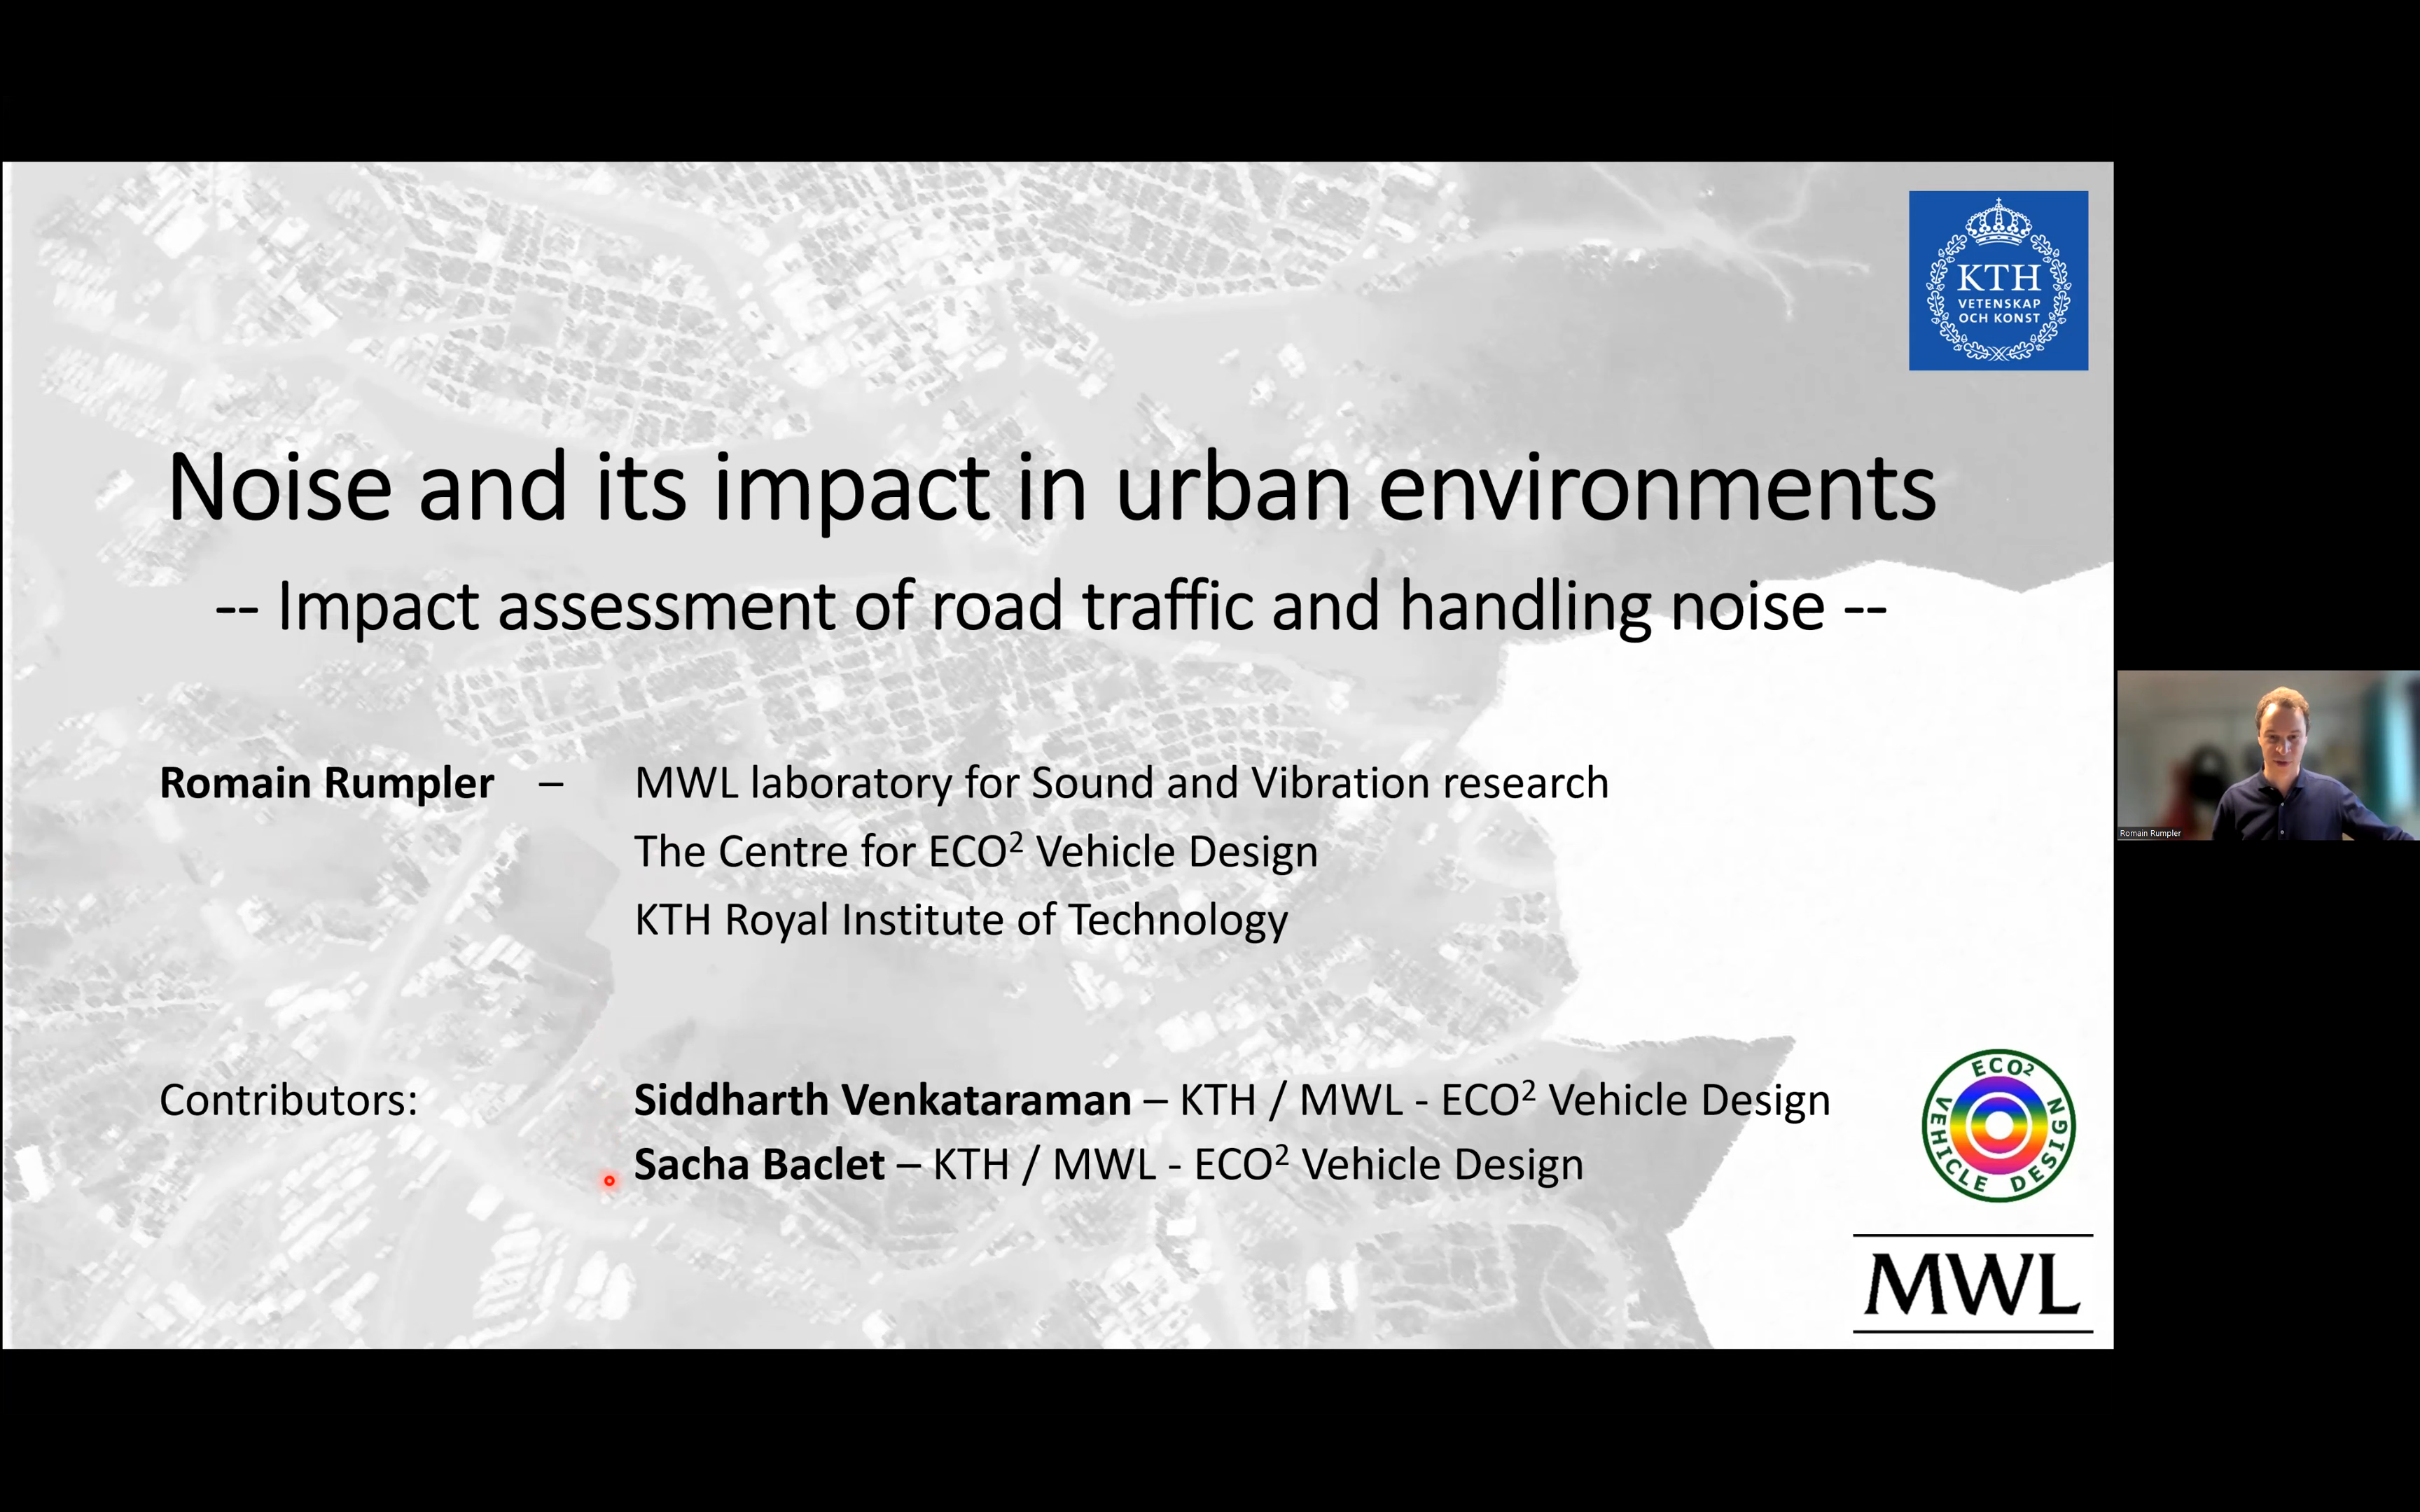 KTH
VETENSKAP
OCH KONST
Noise and its impact in urban environments
-- Impact assessment of road traffic and handling noise --
Romain Rumpler – MWL laboratory for Sound and Vibration research
The Centre for ECO² Vehicle Design
KTH Royal Institute of Technology
Romain Rumpler
Contributors: Siddharth Venkataraman – KTH / MWL - ECO² Vehicle Design
Sacha Baclet – KTH / MWL - ECO² Vehicle Design
ECO² VEHICLE DESIGN
MWL